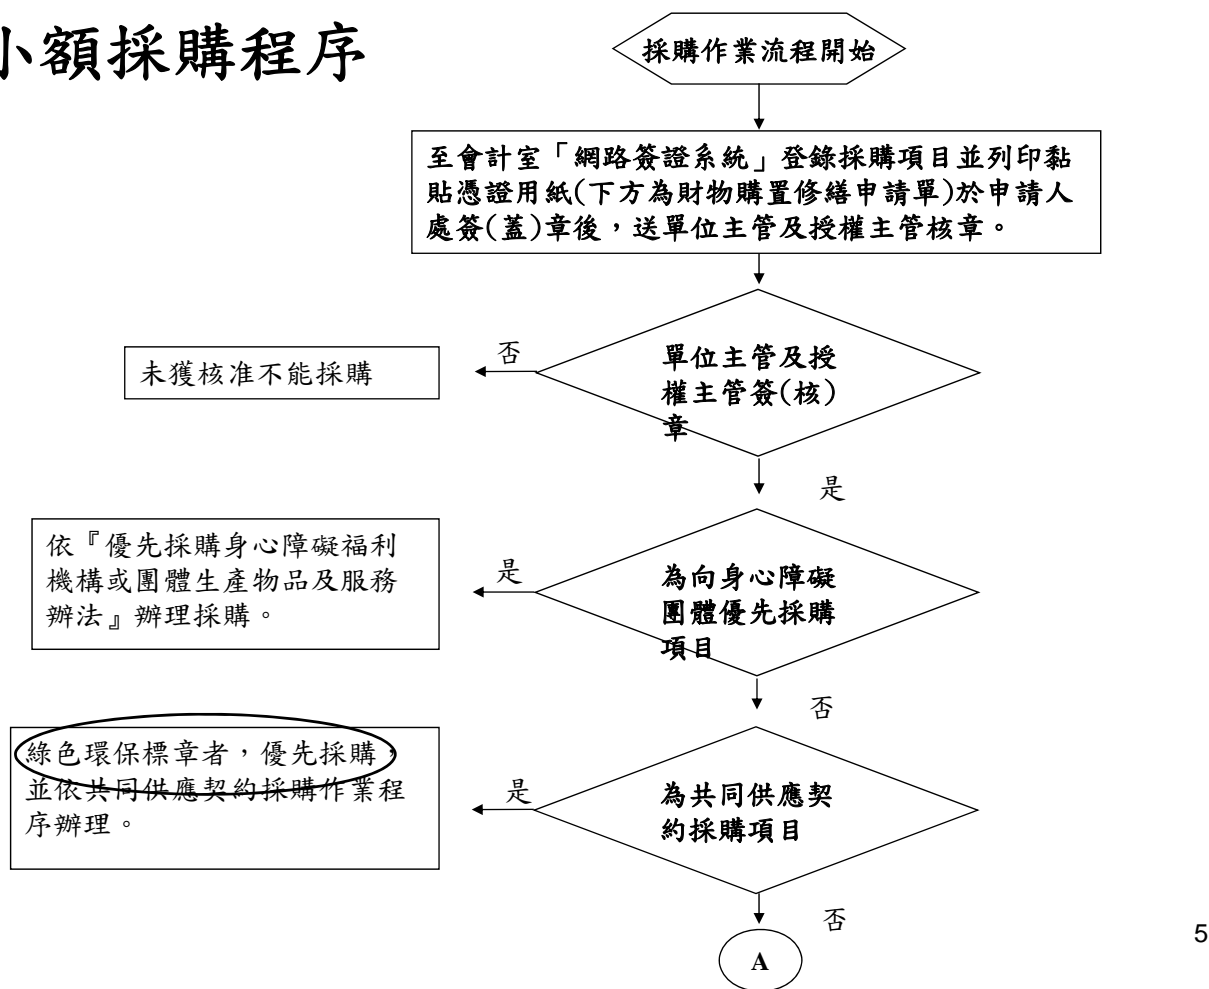 小額採購程序
採購作業流程開始
至會計室「網路簽證系統」登錄採購項目並列印黏
貼憑證用紙(下方為財物購置修繕申請單)於申請人
處簽(蓋)章後，送單位主管及授權主管核章。
單位主管及授
權主管簽(核)
章
否
未獲核准不能採購
是
為向身心障礙
團體優先採購
項目
是
依『優先採購身心障礙福利
機構或團體生產物品及服務
辦法』辦理採購。
否
為共同供應契
約採購項目
是
綠色環保標章者，優先採購，
並依共同供應契約採購作業程
序辦理。
否
A
5